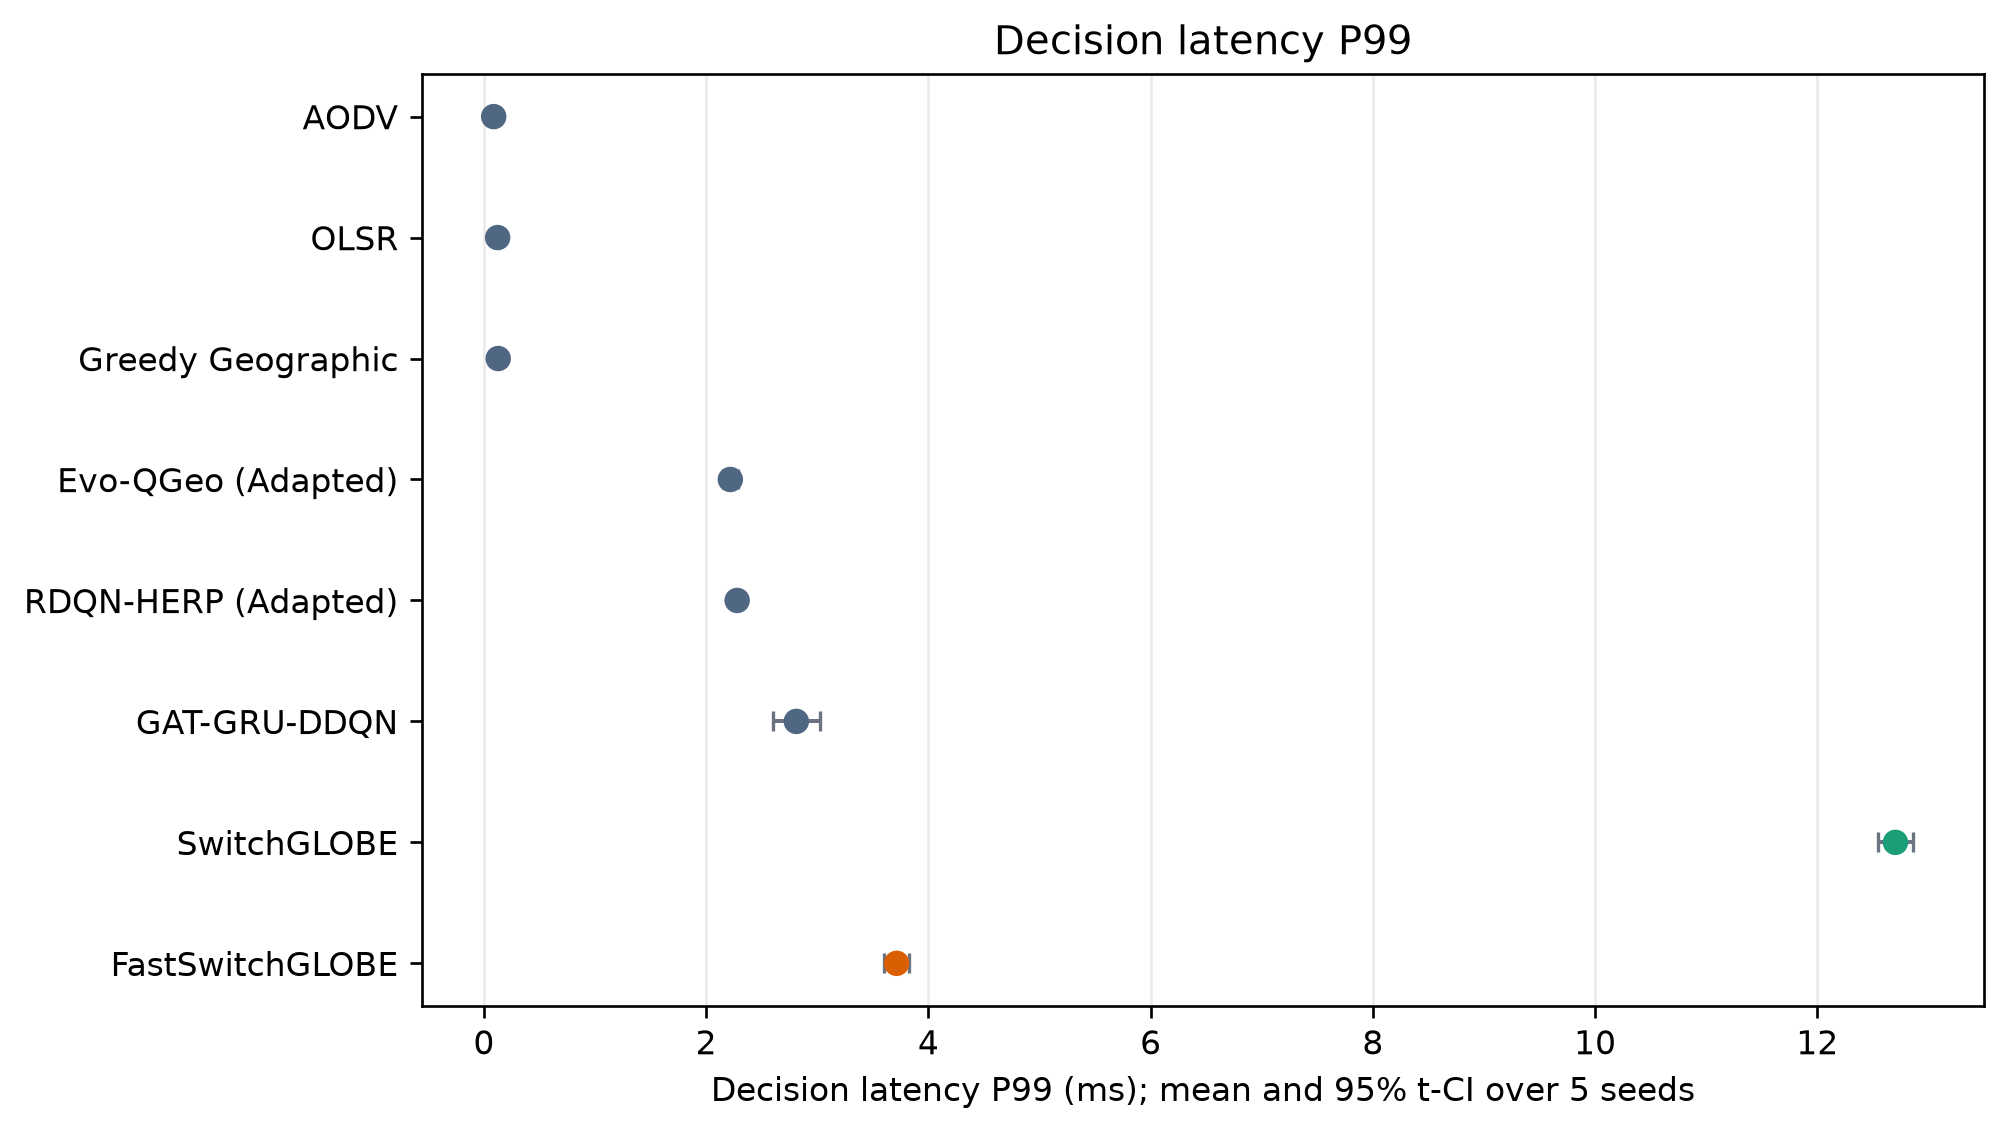 Decision latency P99
AODV
OLSR
Greedy Geographic
Evo-QGeo (Adapted)
RDQN-HERP (Adapted)
GAT-GRU-DDQN
SwitchGLOBE
FastSwitchGLOBE
0 2 4 6 8 10 12
Decision latency P99 (ms); mean and 95% t-CI over 5 seeds